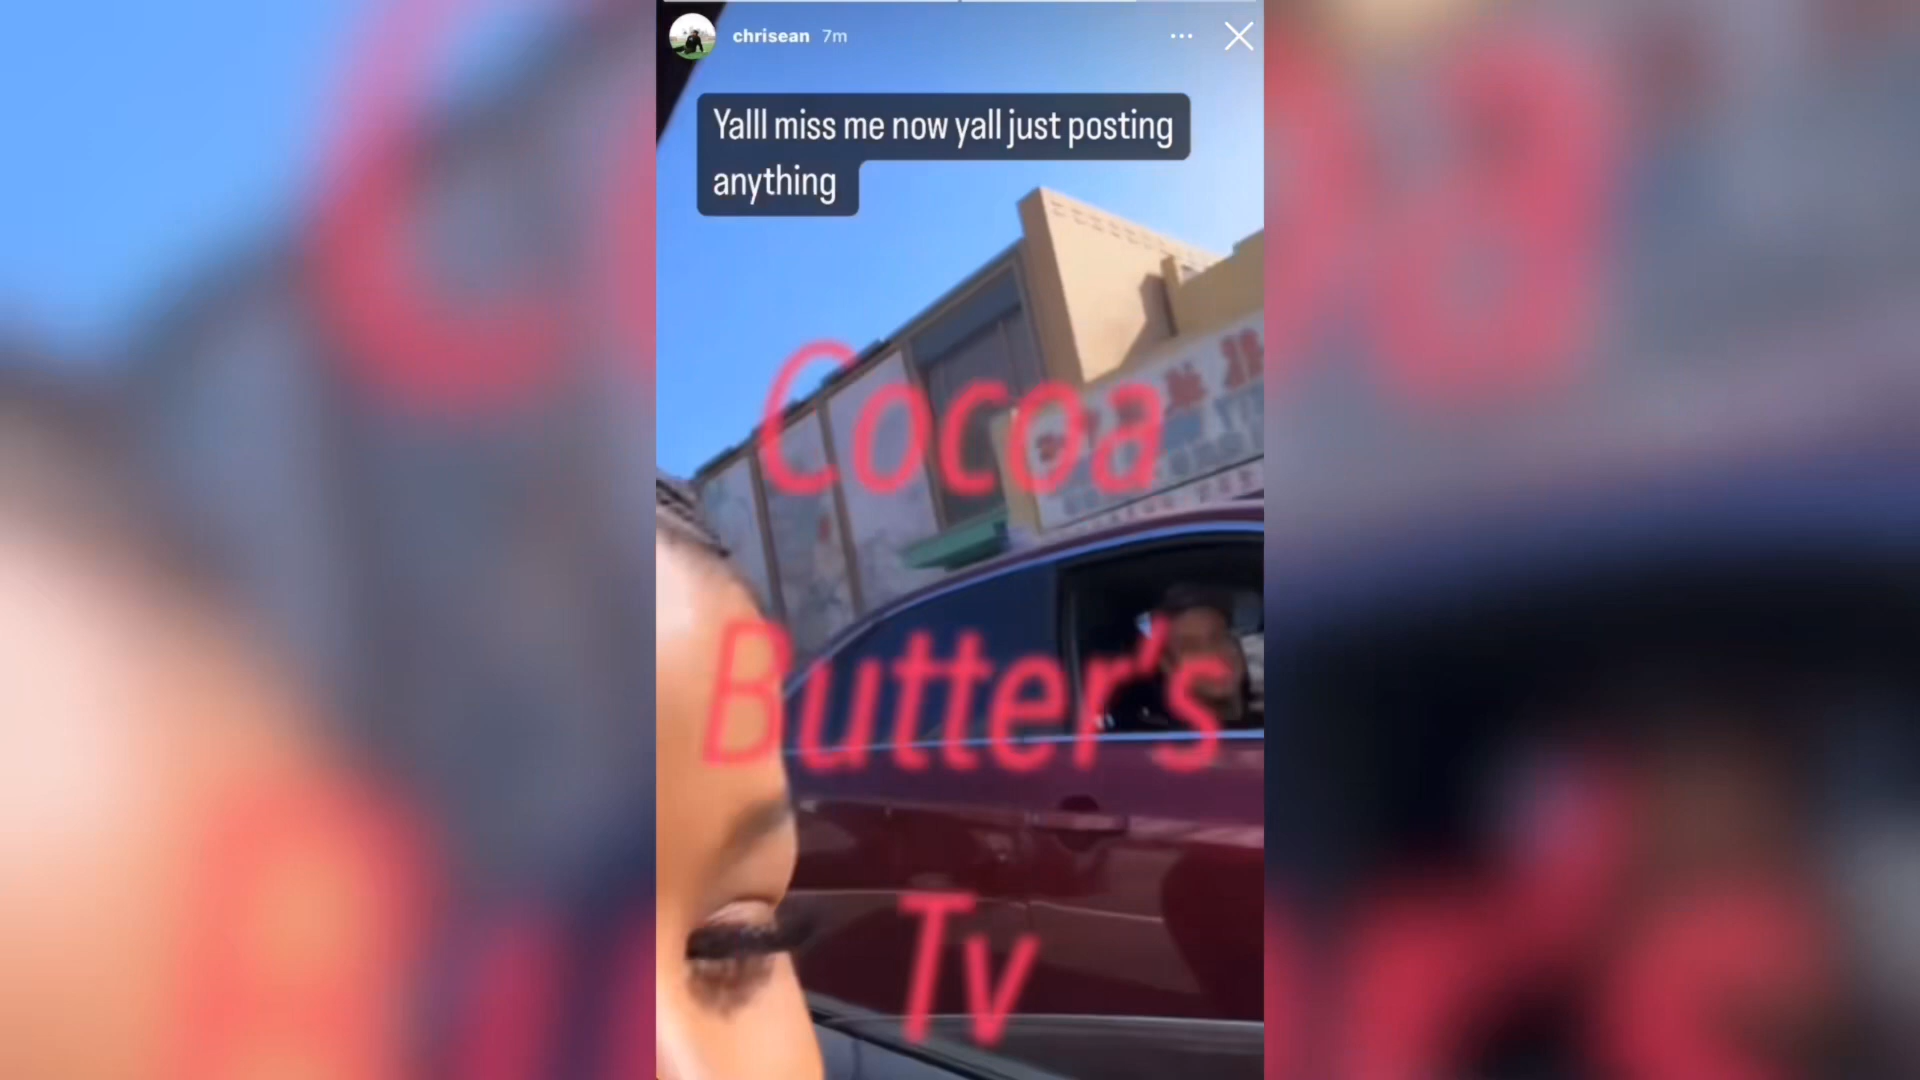 chrisean 7m
Yalll miss me now yall just posting
anything
Cocoa
Butter's
Tv